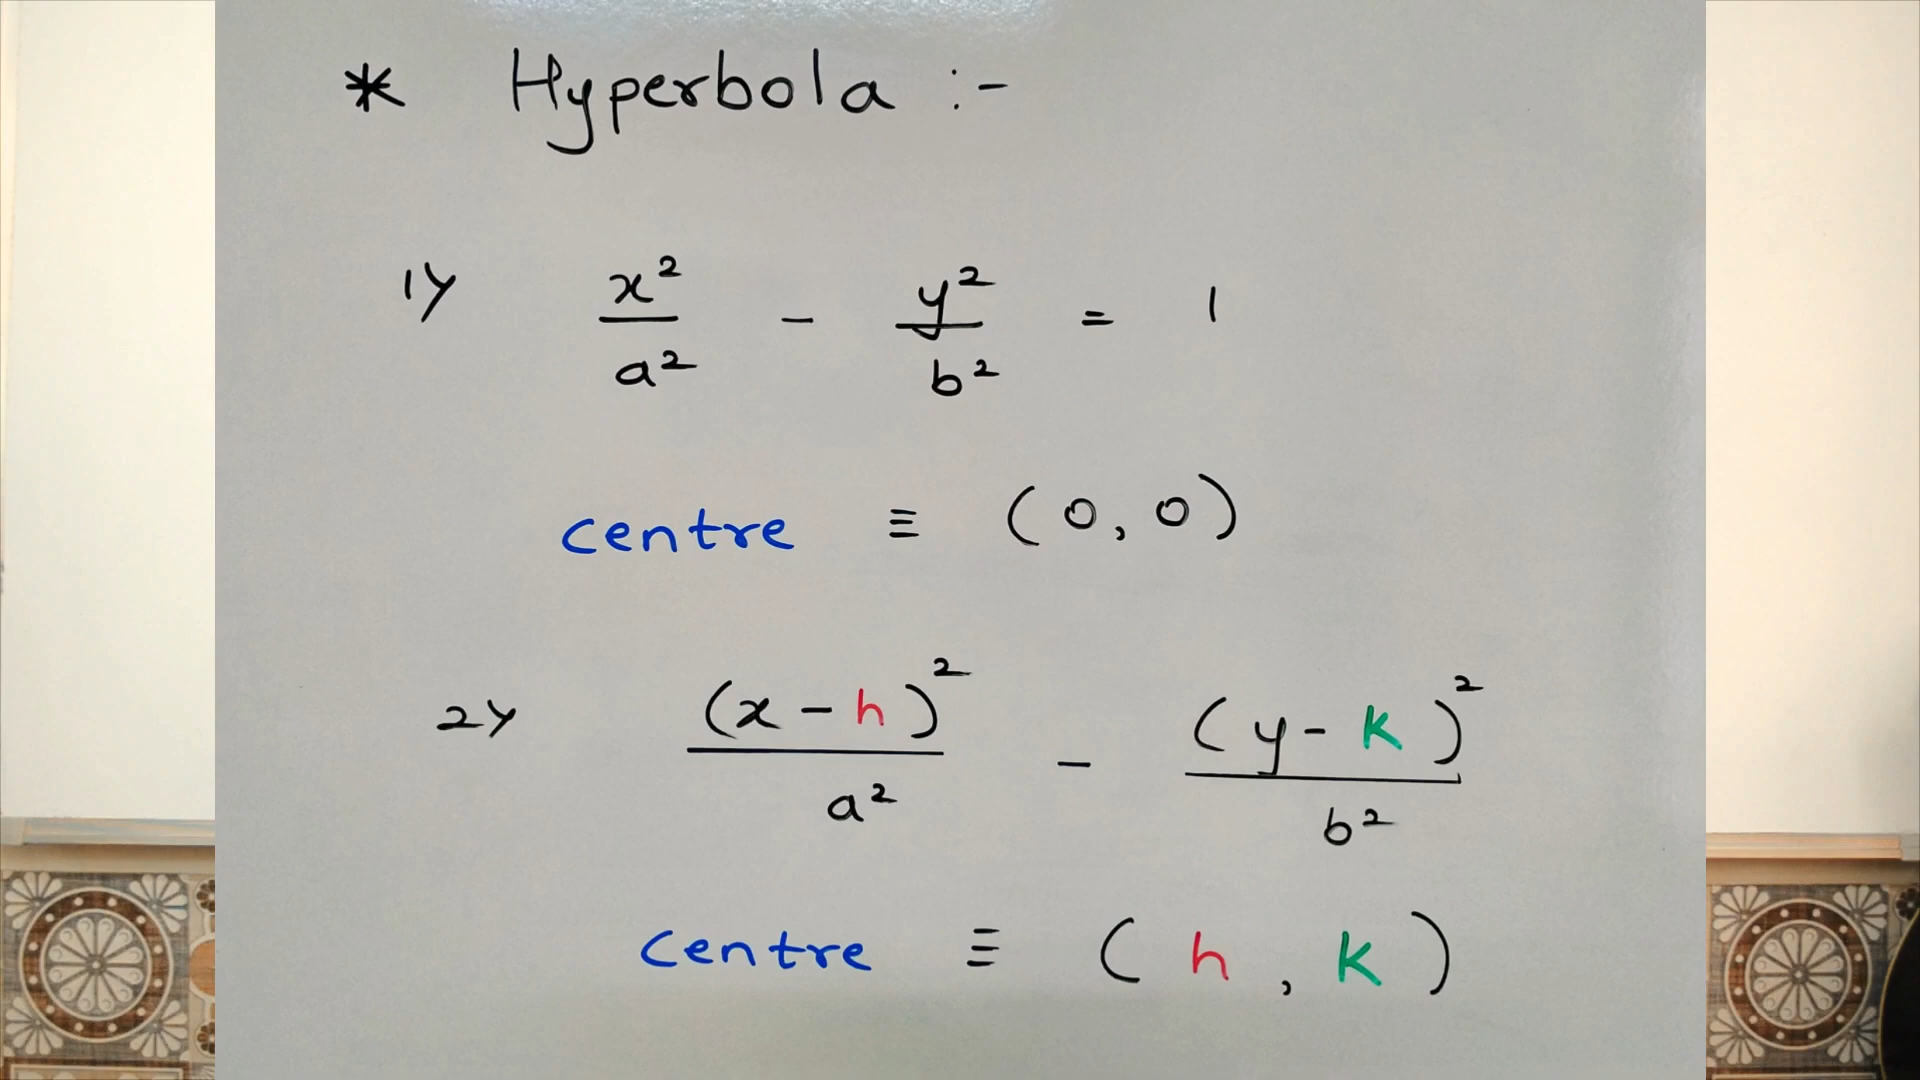 * Hyperbola :-
1) x²/a² - y²/b² = 1
centre ≡ (0, 0)
2) (x - h)²/a² - (y - k)²/b²
centre ≡ (h, k)